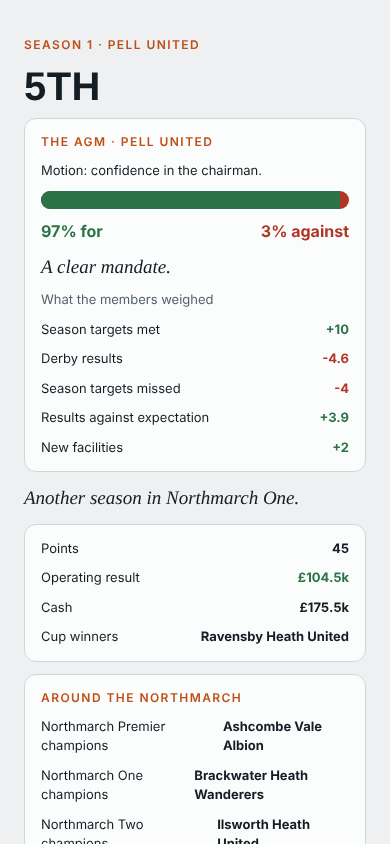 SEASON 1 · PELL UNITED
5TH
THE AGM · PELL UNITED
Motion: confidence in the chairman.
97% for 3% against
A clear mandate.
What the members weighed
Season targets met +10
Derby results -4.6
Season targets missed -4
Results against expectation +3.9
New facilities +2
Another season in Northmarch One.
Points 45
Operating result £104.5k
Cash £175.5k
Cup winners Ravensby Heath United
AROUND THE NORTHMARCH
Northmarch Premier Ashcombe Vale
champions Albion
Northmarch One Brackwater Heath
champions Wanderers
Northmarch Two Ilsworth Heath
champions United